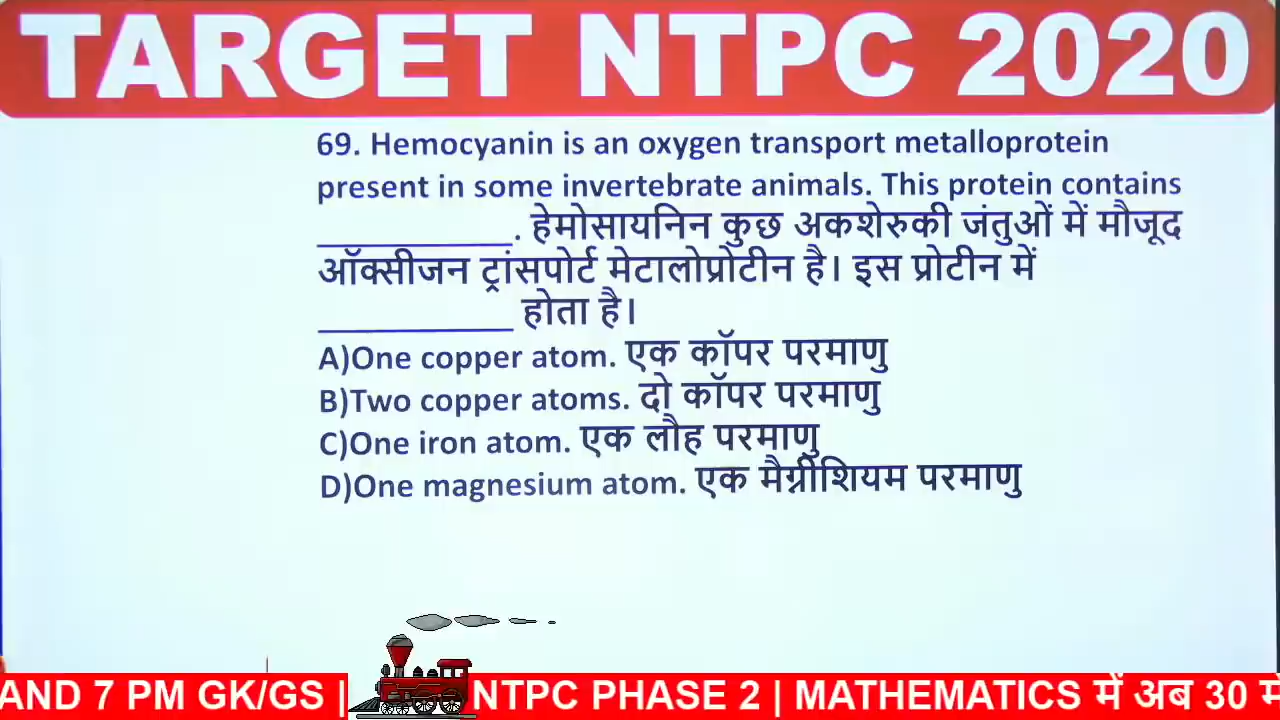 TARGET NTPC 2020
69. Hemocyanin is an oxygen transport metalloprotein
present in some invertebrate animals. This protein contains
___________. हेमोसायनिन कुछ अकशेरुकी जंतुओं में मौजूद
ऑक्सीजन ट्रांसपोर्ट मेटालोप्रोटीन है। इस प्रोटीन में
___________ होता है।
A)One copper atom. एक कॉपर परमाणु
B)Two copper atoms. दो कॉपर परमाणु
C)One iron atom. एक लौह परमाणु
D)One magnesium atom. एक मैग्नीशियम परमाणु
AND 7 PM GK/GS | NTPC PHASE 2 | MATHEMATICS में अब 30